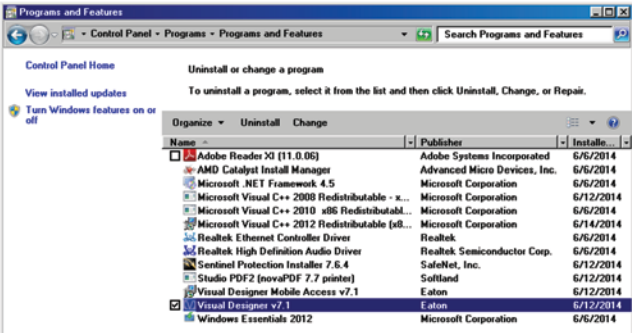 Programs and Features
Control Panel Programs Programs and Features
Search Programs and Features
Control Panel Home
View installed updates
Turn Windows features on or off
Uninstall or change a program
To uninstall a program, select it from the list and then click Uninstall, Change, or Repair.
Organize Uninstall Change
Name Publisher Installe...
Adobe Reader XI (11.0.06) Adobe Systems Incorporated 6/6/2014
AMD Catalyst Install Manager Advanced Micro Devices, Inc. 6/6/2014
Microsoft .NET Framework 4.5 Microsoft Corporation 6/6/2014
Microsoft Visual C++ 2008 Redistributable - x... Microsoft Corporation 6/12/2014
Microsoft Visual C++ 2010 x86 Redistributabl... Microsoft Corporation 6/6/2014
Microsoft Visual C++ 2012 Redistributable (x8... Microsoft Corporation 6/14/2014
Realtek Ethernet Controller Driver Realtek 6/6/2014
Realtek High Definition Audio Driver Realtek Semiconductor Corp. 6/6/2014
Sentinel Protection Installer 7.6.4 SafeNet, Inc. 6/12/2014
Studio PDF2 (novaPDF 7.7 printer) Softland 6/12/2014
Visual Designer Mobile Access v7.1 Eaton 6/12/2014
Visual Designer v7.1 Eaton 6/12/2014
Windows Essentials 2012 Microsoft Corporation 6/6/2014